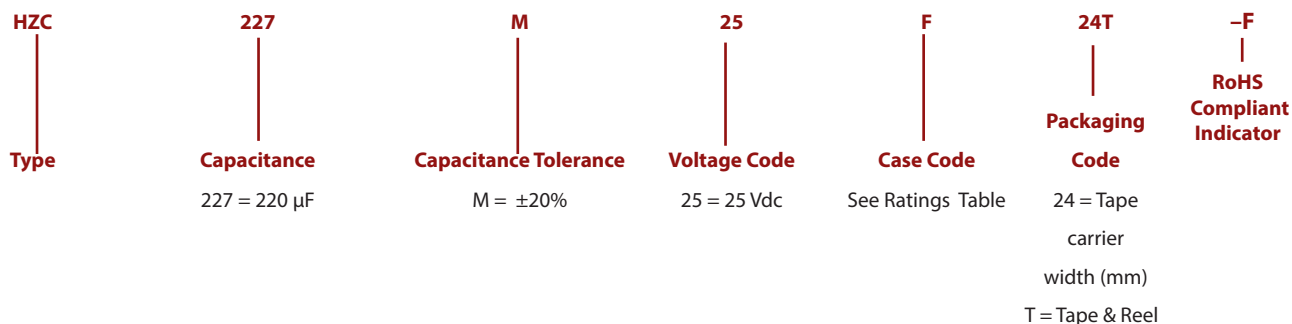 HZC 227 M 25 F 24T –F
RoHS
Compliant
Indicator
Packaging
Type Capacitance Capacitance Tolerance Voltage Code Case Code Code
227 = 220 µF M = ±20% 25 = 25 Vdc See Ratings Table 24 = Tape
carrier
width (mm)
T = Tape & Reel